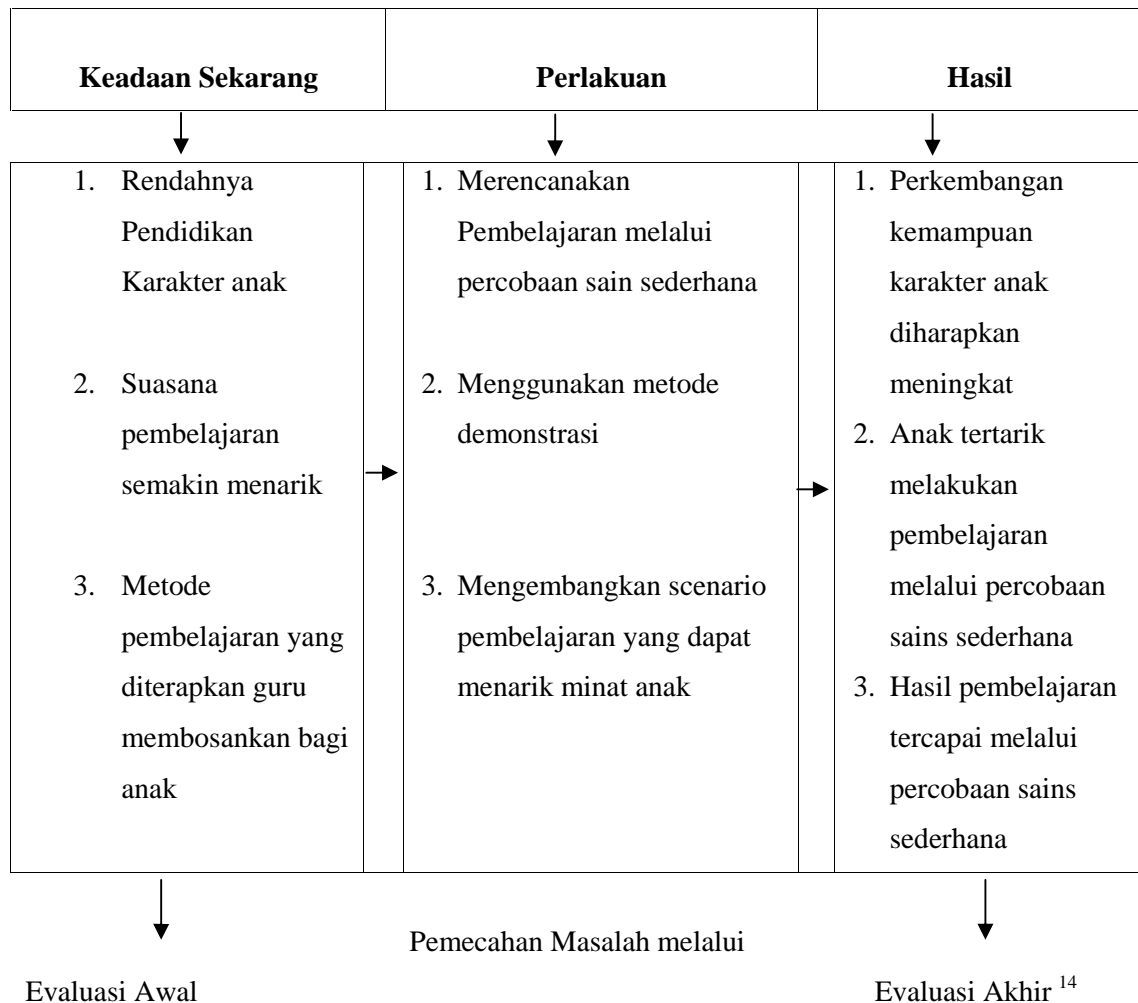 Keadaan Sekarang
Perlakuan
Hasil
1. Rendahnya
Pendidikan
Karakter anak
2. Suasana
pembelajaran
semakin menarik
3. Metode
pembelajaran yang
diterapkan guru
membosankan bagi
anak
1. Merencanakan
Pembelajaran melalui
percobaan sain sederhana
2. Menggunakan metode
demonstrasi
3. Mengembangkan scenario
pembelajaran yang dapat
menarik minat anak
1. Perkembangan
kemampuan
karakter anak
diharapkan
meningkat
2. Anak tertarik
melakukan
pembelajaran
melalui percobaan
sains sederhana
3. Hasil pembelajaran
tercapai melalui
percobaan sains
sederhana
Pemecahan Masalah melalui
Evaluasi Awal
Evaluasi Akhir 14